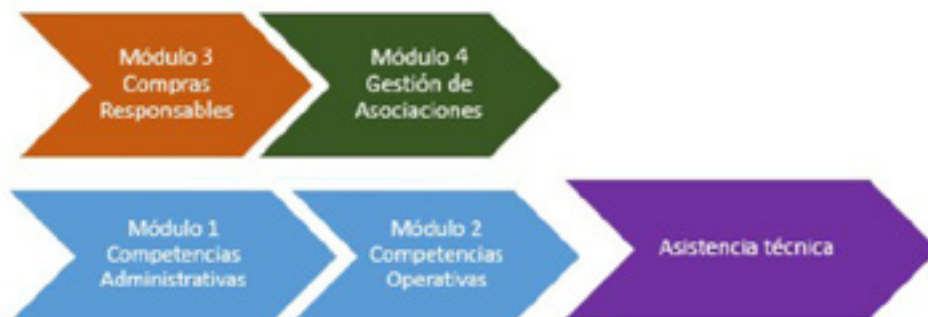 Módulo 3
Compras
Responsables
Módulo 4
Gestión de
Asociaciones
Módulo 1
Competencias
Administrativas
Módulo 2
Competencias
Operativas
Asistencia técnica